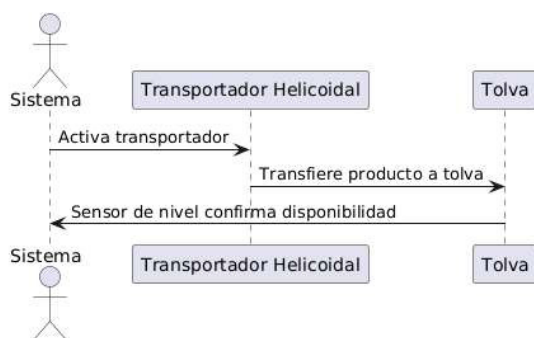 Sistema
Transportador Helicoidal
Tolva
Activa transportador
Transfiere producto a tolva
Sensor de nivel confirma disponibilidad
Sistema
Transportador Helicoidal
Tolva